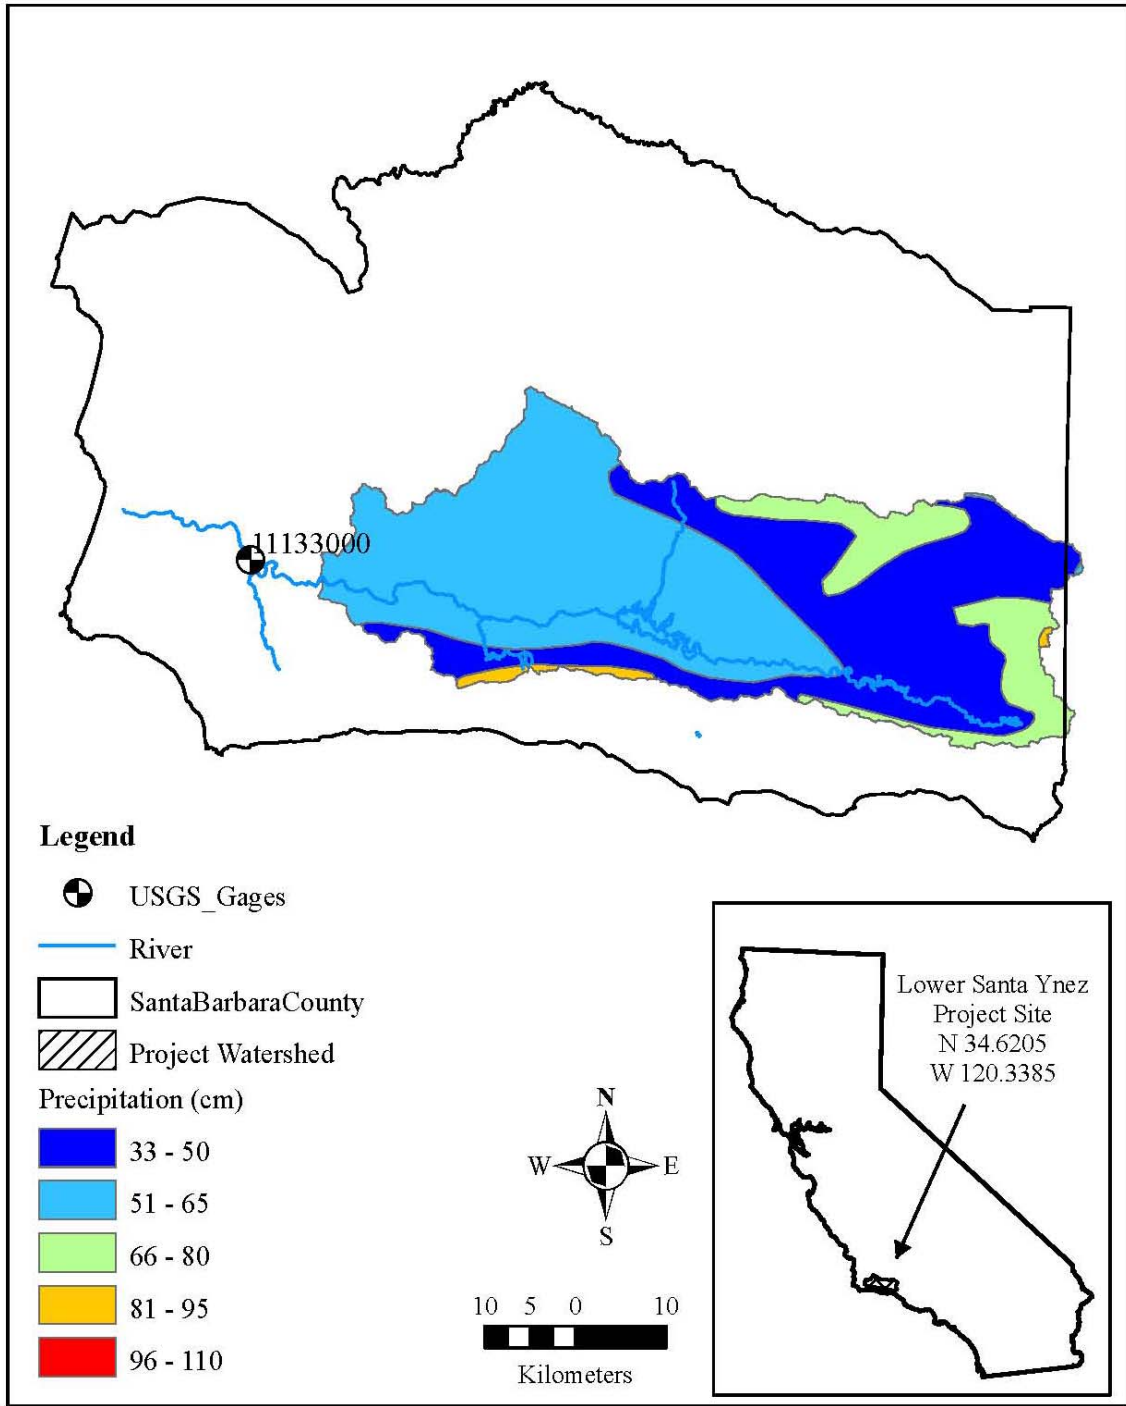 11133000
Legend
USGS_Gages
River
SantaBarbaraCounty
Project Watershed
Precipitation (cm)
33 - 50
51 - 65
66 - 80
81 - 95
96 - 110
N
W E
S
10 5 0 10
Kilometers
Lower Santa Ynez
Project Site
N 34.6205
W 120.3385